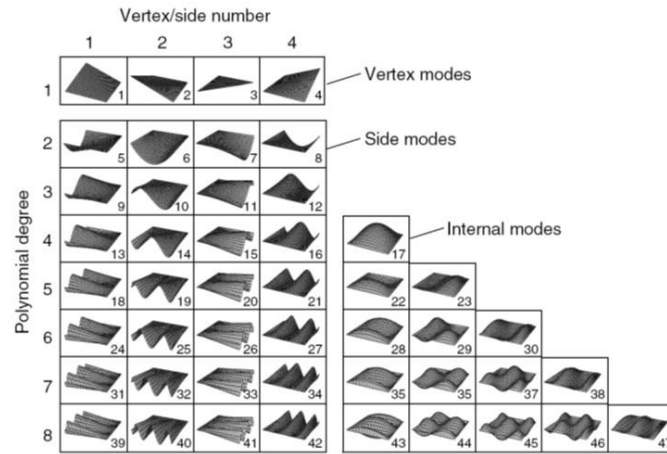 Vertex/side number
1 2 3 4
1 1 2 3 4 Vertex modes
2 5 6 7 8 Side modes
3 9 10 11 12
4 13 14 15 16 17 Internal modes
5 18 19 20 21 22 23
6 24 25 26 27 28 29 30
7 31 32 33 34 35 35 37 38
8 39 40 41 42 43 44 45 46 47
Polynomial degree